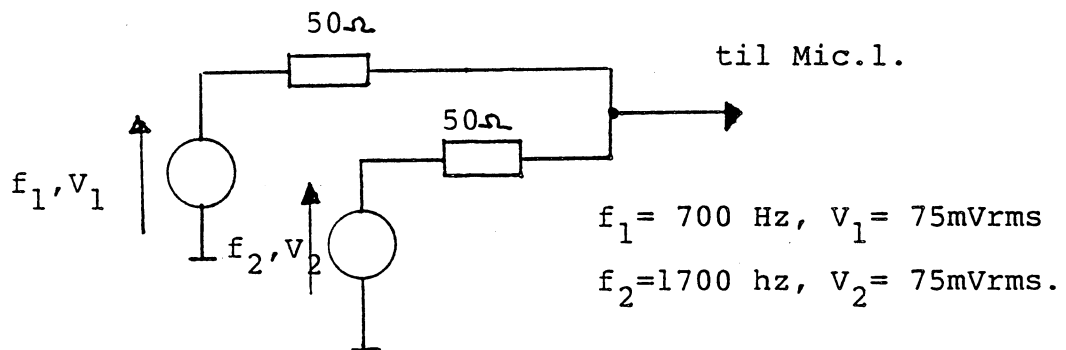 50Ω
til Mic.1.
50Ω
f₁,V₁
f₁= 700 Hz, V₁= 75mVrms
f₂,V₂
f₂=1700 hz, V₂= 75mVrms.